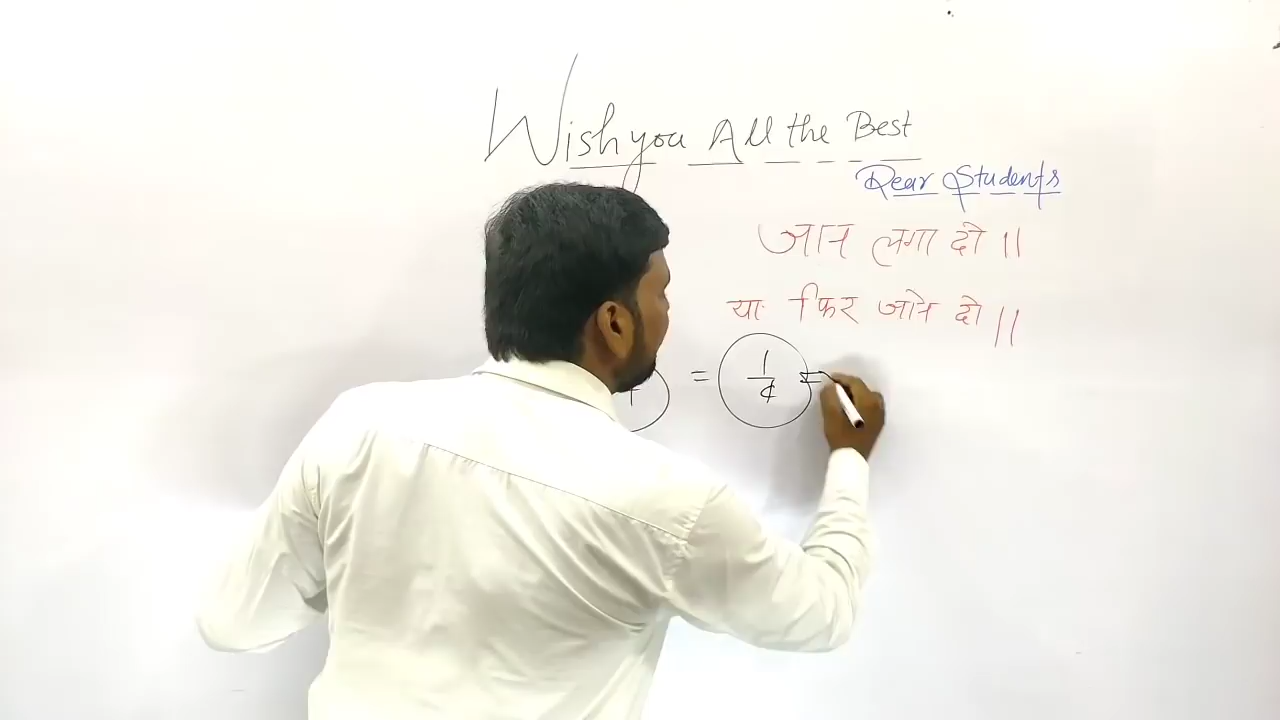 Wish you All the Best
Dear Students
जान लगा दो ||
या फिर जाने दो ||
= 1/4 =